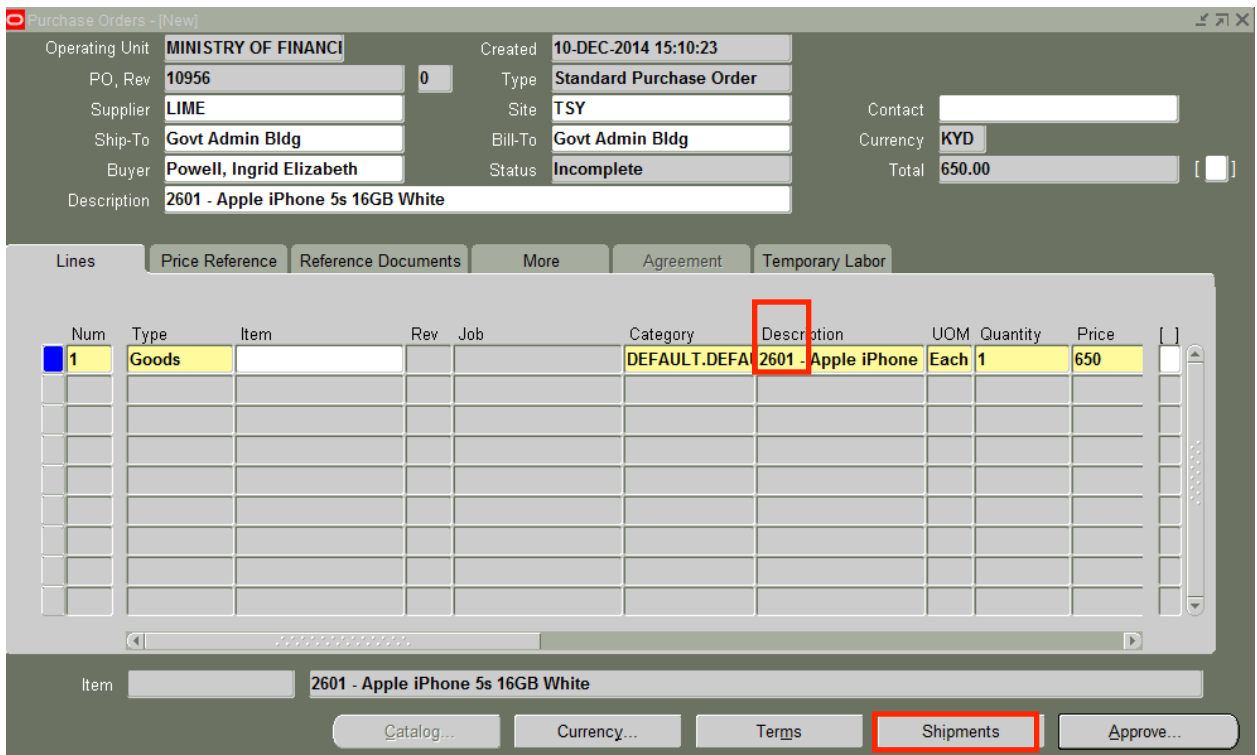 Purchase Orders - [New]
Operating Unit MINISTRY OF FINANCI Created 10-DEC-2014 15:10:23
PO, Rev 10956 0 Type Standard Purchase Order
Supplier LIME Site TSY Contact
Ship-To Govt Admin Bldg Bill-To Govt Admin Bldg Currency KYD
Buyer Powell, Ingrid Elizabeth Status Incomplete Total 650.00 [ ]
Description 2601 - Apple iPhone 5s 16GB White
Lines Price Reference Reference Documents More Agreement Temporary Labor
Num Type Item Rev Job Category Description UOM Quantity Price [ ]
1 Goods DEFAULT.DEFAU 2601 - Apple iPhone Each 1 650
Item 2601 - Apple iPhone 5s 16GB White
Catalog... Currency... Terms Shipments Approve...